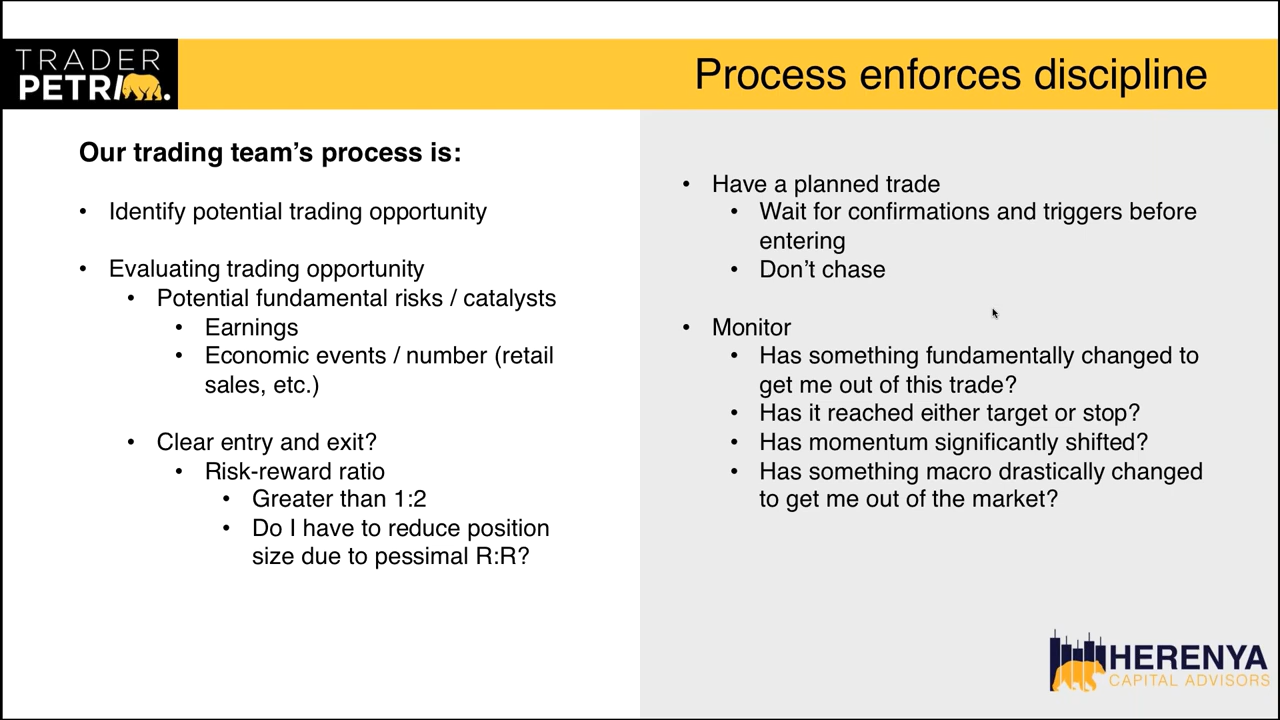 TRADER
PETRI.
Process enforces discipline
Our trading team’s process is:
• Identify potential trading opportunity
• Evaluating trading opportunity
• Potential fundamental risks / catalysts
• Earnings
• Economic events / number (retail
sales, etc.)
• Clear entry and exit?
• Risk-reward ratio
• Greater than 1:2
• Do I have to reduce position
size due to pessimal R:R?
• Have a planned trade
• Wait for confirmations and triggers before
entering
• Don’t chase
• Monitor
• Has something fundamentally changed to
get me out of this trade?
• Has it reached either target or stop?
• Has momentum significantly shifted?
• Has something macro drastically changed
to get me out of the market?
HERENYA
CAPITAL ADVISORS